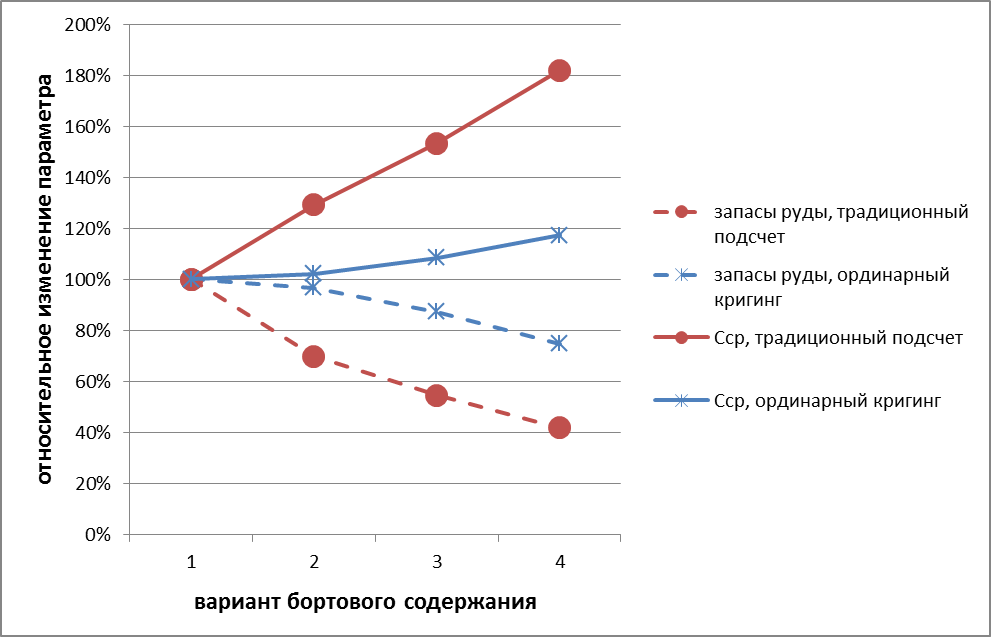 200%
180%
160%
140%
120%
100%
80%
60%
40%
20%
0%
относительное изменение параметра
1 2 3 4
вариант бортового содержания
запасы руды, традиционный
подсчет
запасы руды, ординарный
кригинг
Сср, традиционный подсчет
Сср, ординарный кригинг